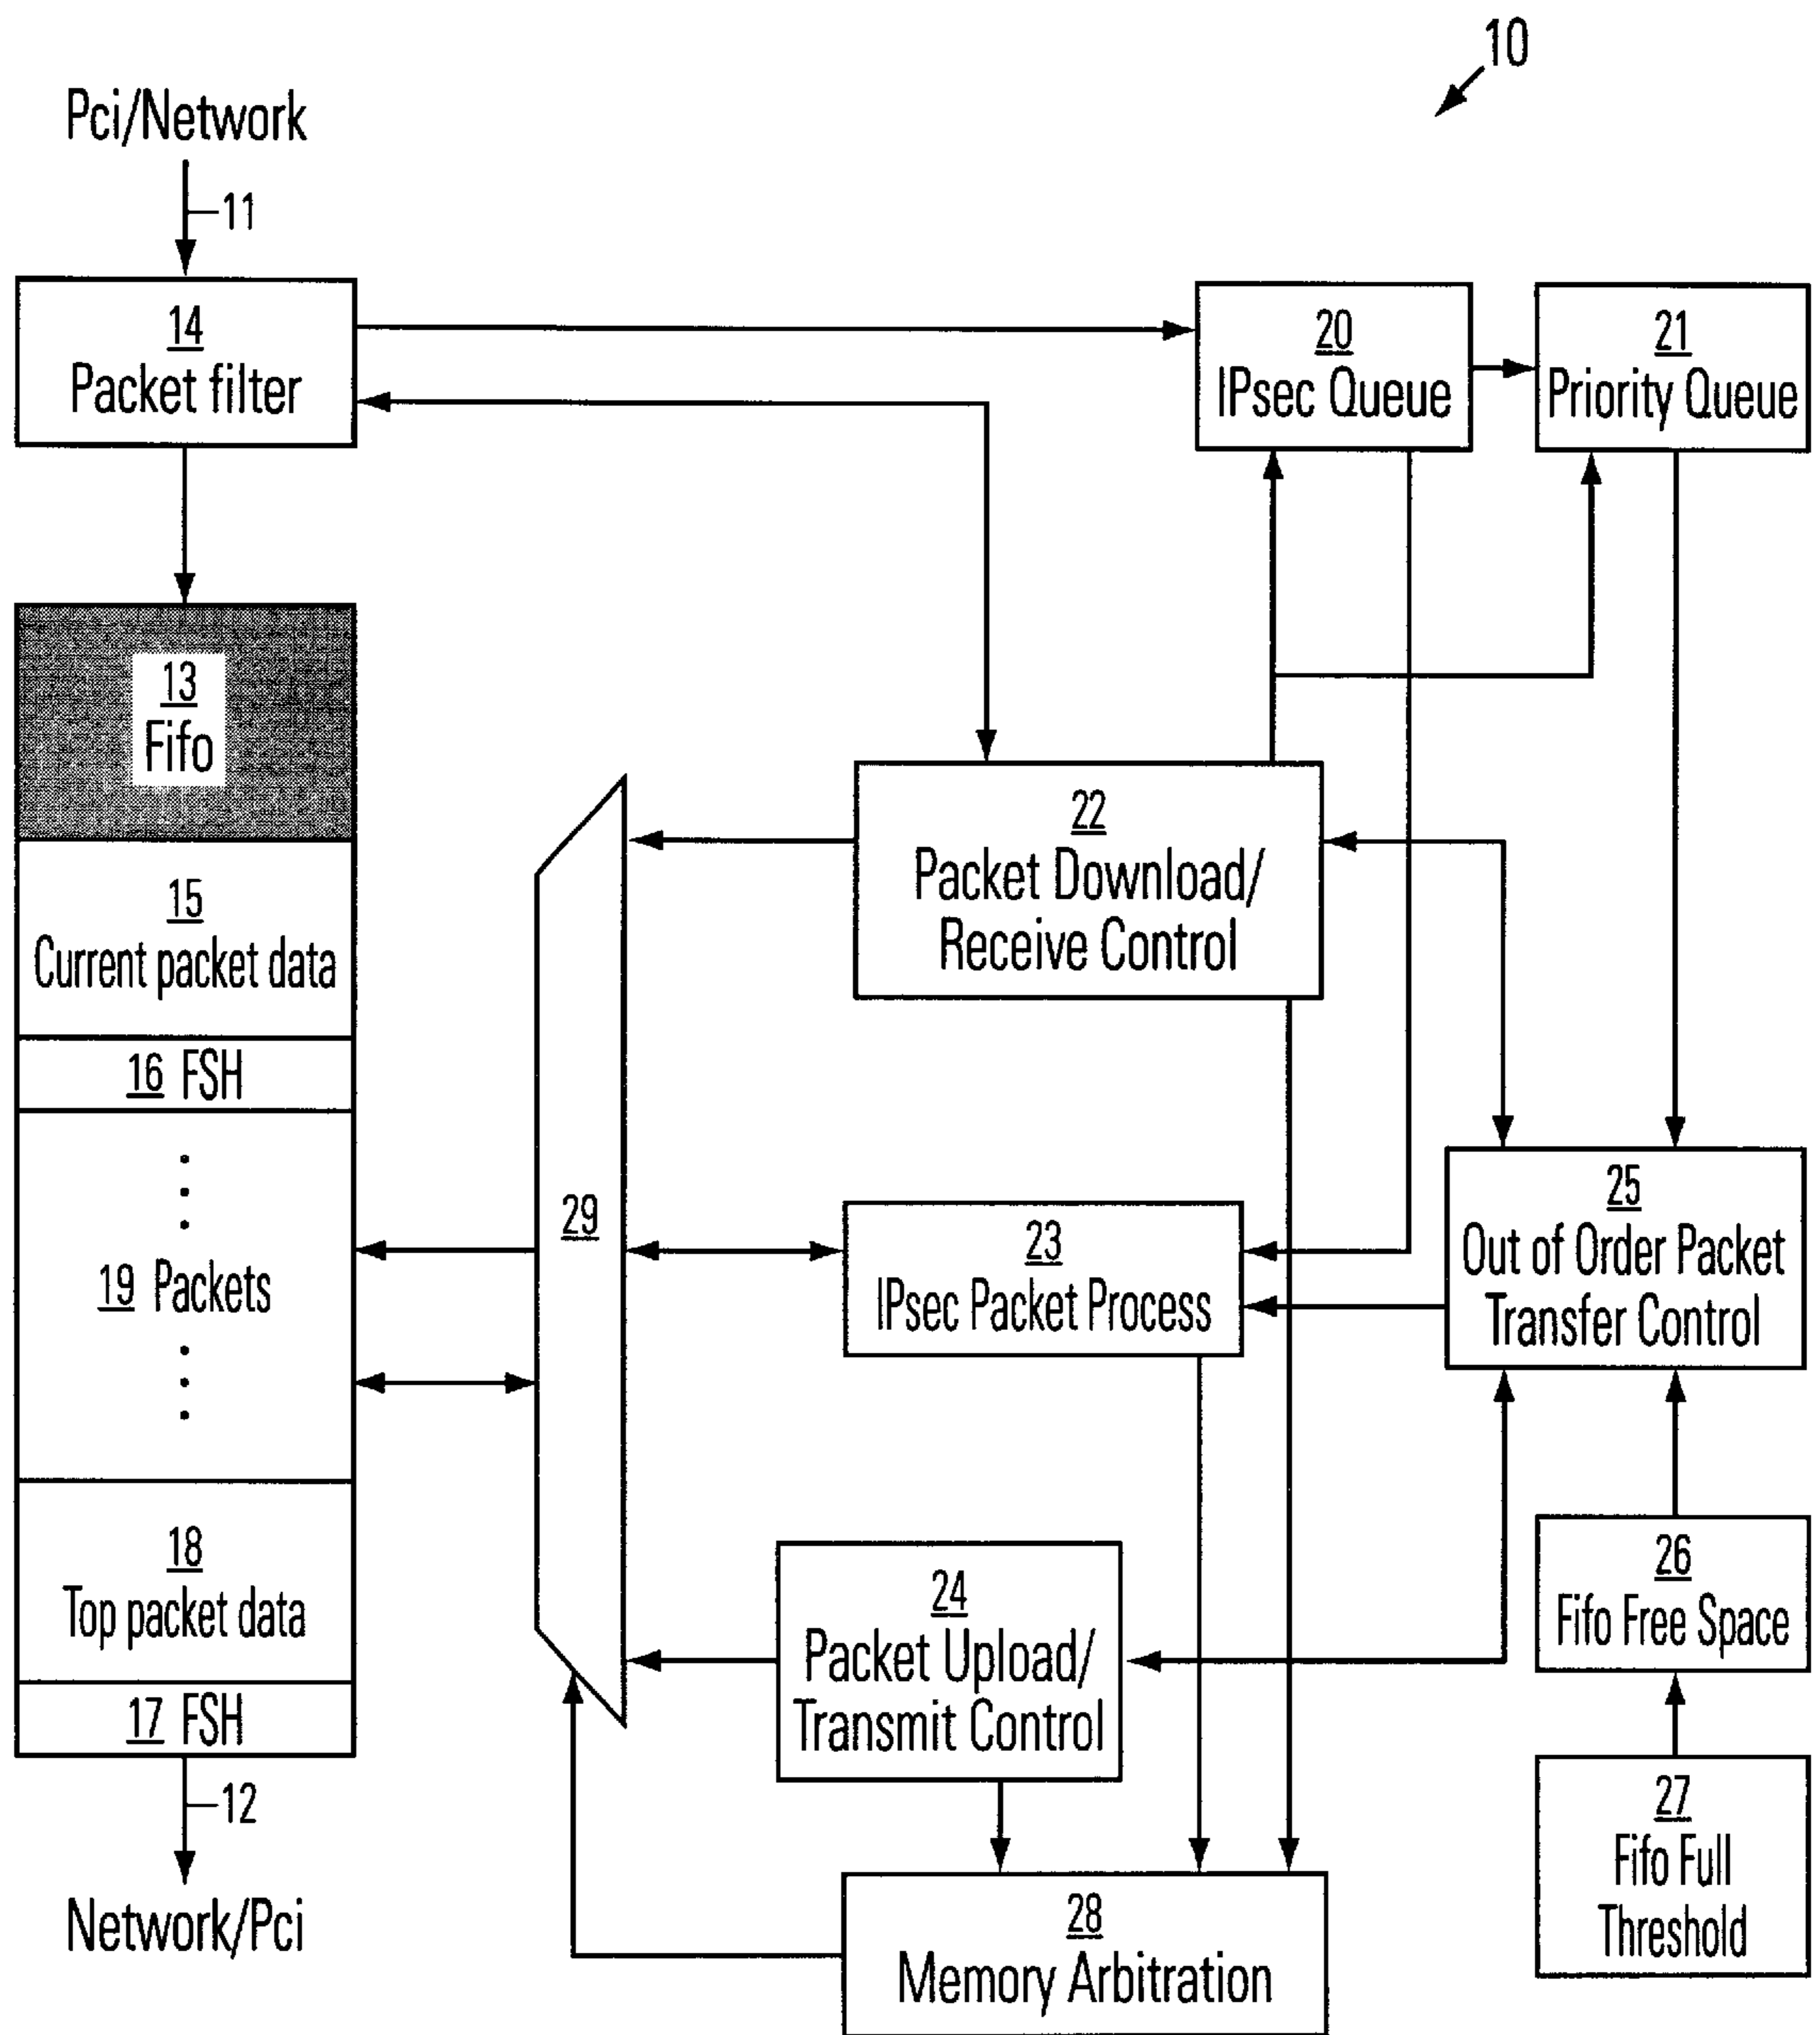 10
Pci/Network
11
14
Packet filter
20
IPsec Queue
21
Priority Queue
13
Fifo
22
Packet Download/
Receive Control
15
Current packet data
16 FSH
19 Packets
29
23
IPsec Packet Process
25
Out of Order Packet
Transfer Control
18
Top packet data
17 FSH
24
Packet Upload/
Transmit Control
26
Fifo Free Space
27
Fifo Full
Threshold
12
Network/Pci
28
Memory Arbitration